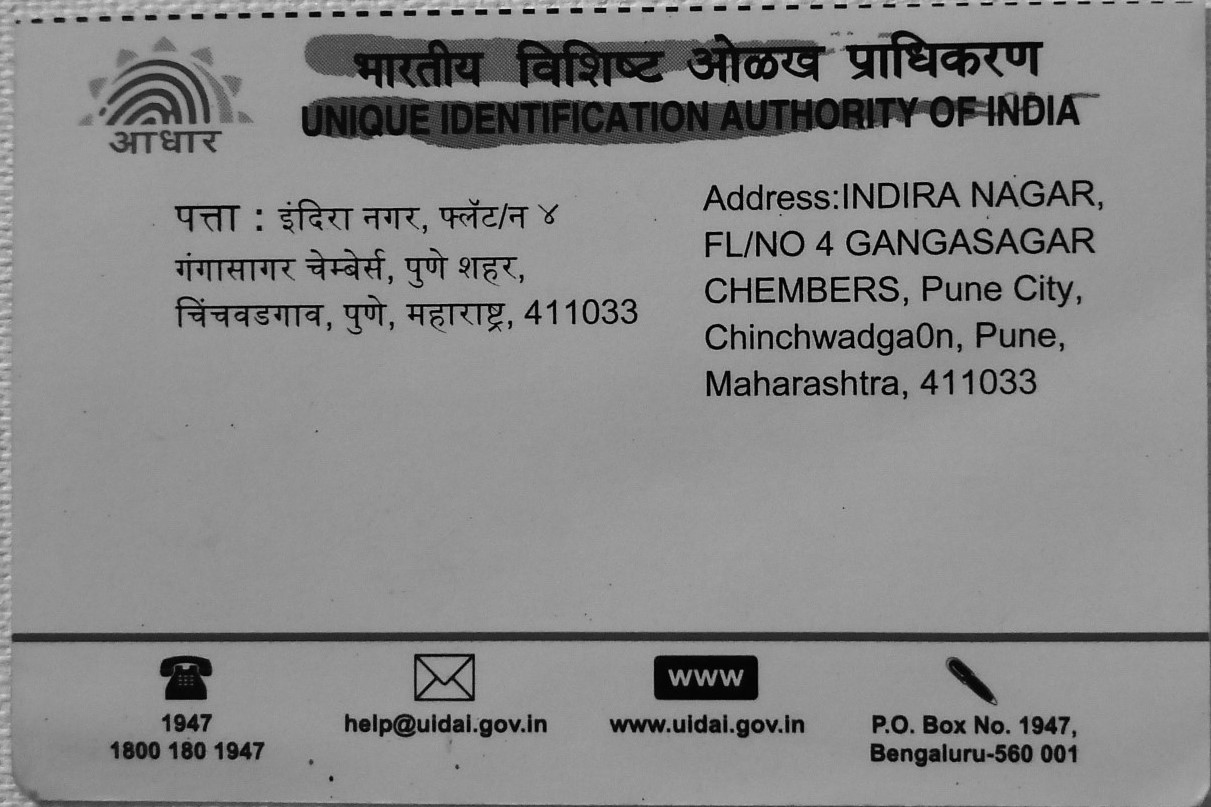 भारतीय विशिष्ट ओळख प्राधिकरण
UNIQUE IDENTIFICATION AUTHORITY OF INDIA
आधार
पत्ता : इंदिरा नगर, फ्लॅट/न ४
गंगासागर चेम्बेर्स, पुणे शहर,
चिंचवडगाव, पुणे, महाराष्ट्र, 411033
Address:INDIRA NAGAR,
FL/NO 4 GANGASAGAR
CHEMBERS, Pune City,
Chinchwadga0n, Pune,
Maharashtra, 411033
1947
1800 180 1947
help@uidai.gov.in
www
www.uidai.gov.in
P.O. Box No. 1947,
Bengaluru-560 001